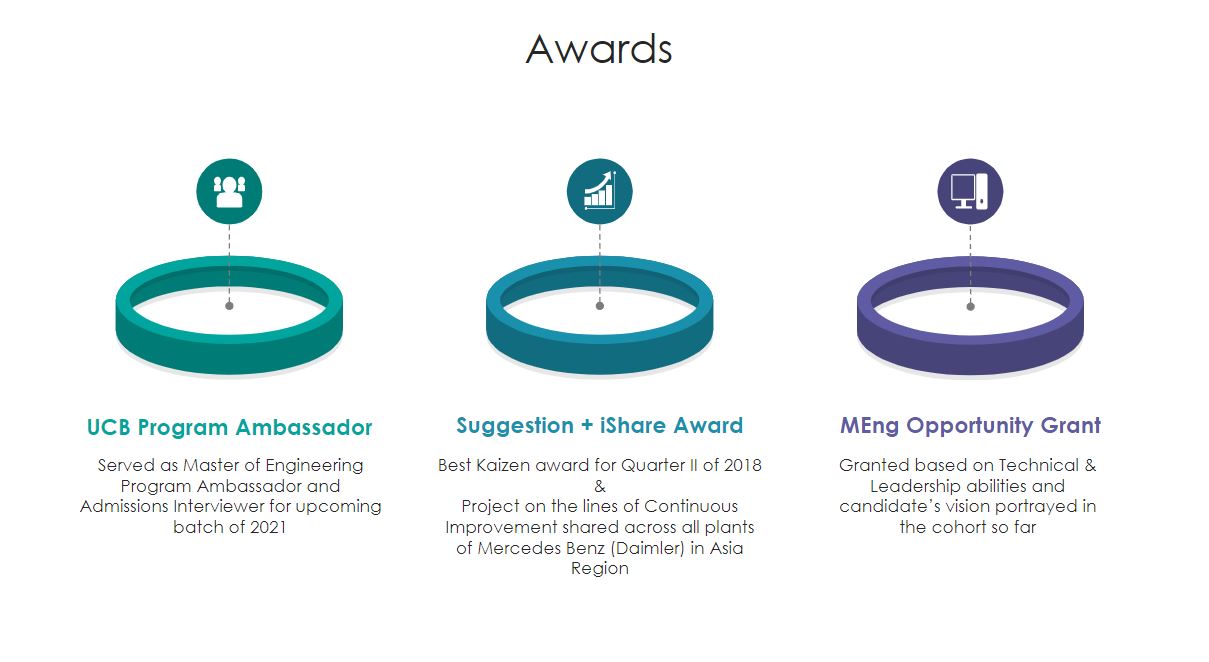 Awards
UCB Program Ambassador
Served as Master of Engineering
Program Ambassador and
Admissions Interviewer for upcoming
batch of 2021
Suggestion + iShare Award
Best Kaizen award for Quarter II of 2018
&
Project on the lines of Continuous
Improvement shared across all plants
of Mercedes Benz (Daimler) in Asia
Region
MEng Opportunity Grant
Granted based on Technical &
Leadership abilities and
candidate’s vision portrayed in
the cohort so far